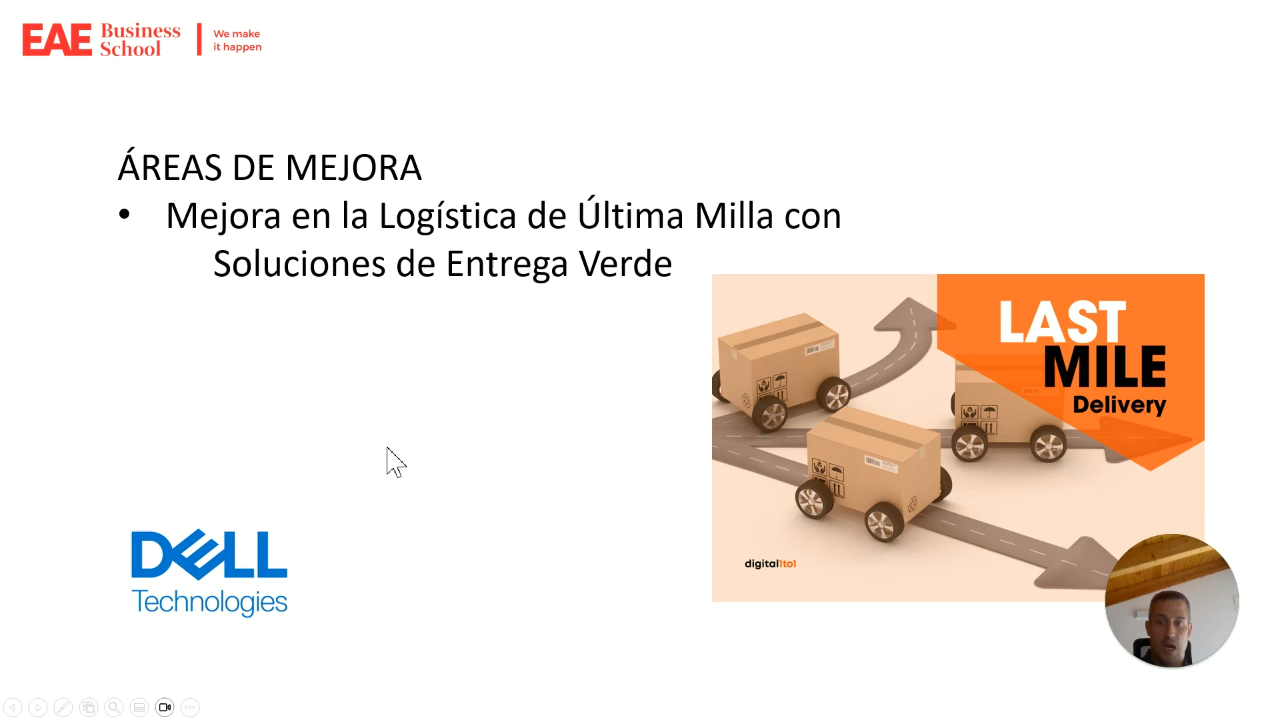 EAE Business School | We make it happen
ÁREAS DE MEJORA
• Mejora en la Logística de Última Milla con
Soluciones de Entrega Verde
LAST
MILE
Delivery
digital1to1
DELL
Technologies